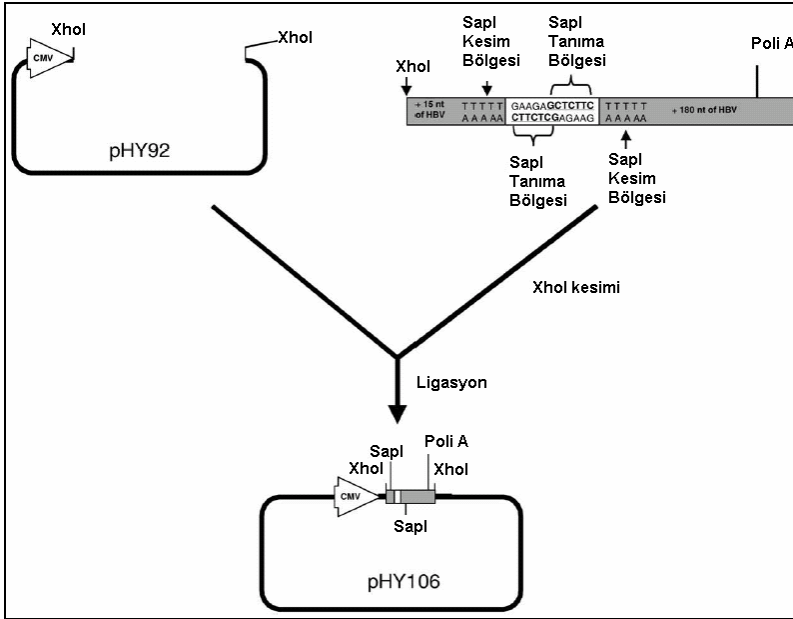 XhoI
XhoI
CMV
pHY92
SapI
Kesim
Bölgesi
SapI
Tanıma
Bölgesi
Poli A
XhoI
+ 15 nt
of HBV
T T T T T
A A A A A
GAAGAGCTCTTC
CTTCTCGAGAAG
T T T T T
A A A A A
+ 180 nt of HBV
SapI
Tanıma
Bölgesi
SapI
Kesim
Bölgesi
XhoI kesimi
Ligasyon
SapI
Poli A
XhoI
XhoI
CMV
SapI
pHY106